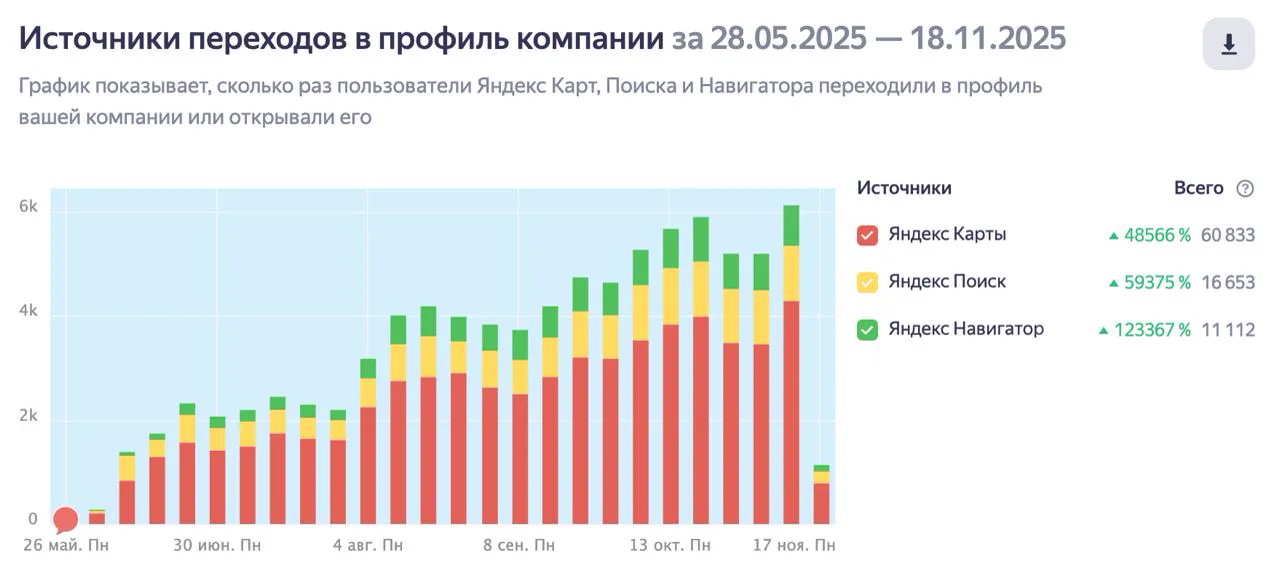 Источники переходов в профиль компании за 28.05.2025 — 18.11.2025
График показывает, сколько раз пользователи Яндекс Карт, Поиска и Навигатора переходили в профиль
вашей компании или открывали его
Источники Всего ?
Яндекс Карты ▲ 48566 % 60 833
Яндекс Поиск ▲ 59375 % 16 653
Яндекс Навигатор ▲ 123367 % 11 112
6k
4k
2k
0
26 май. Пн 30 июн. Пн 4 авг. Пн 8 сен. Пн 13 окт. Пн 17 ноя. Пн